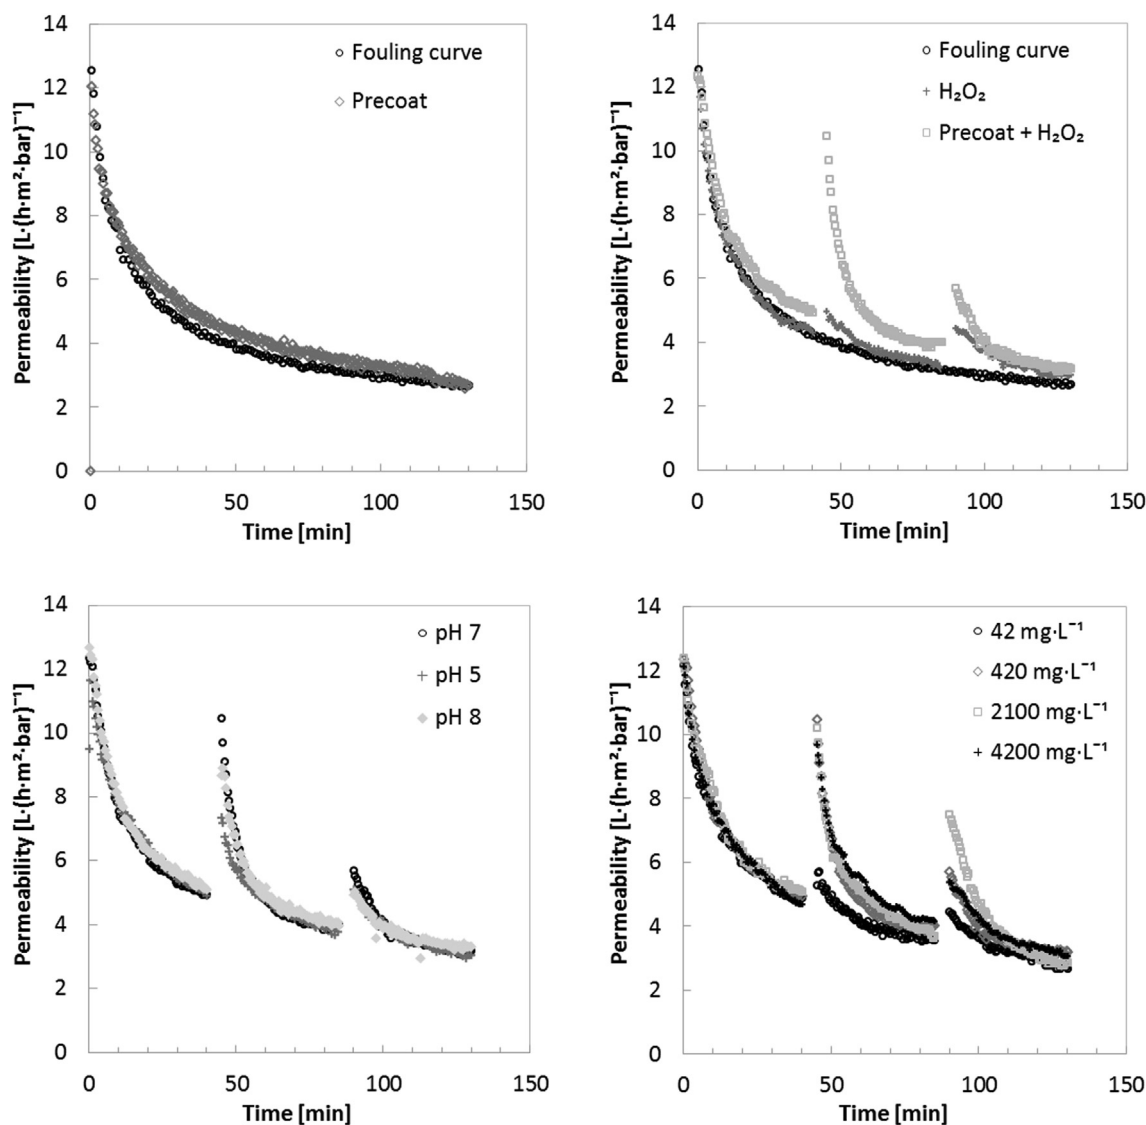 Permeability [L·(h·m²·bar)⁻¹]
14
12
10
8
6
4
2
0
Fouling curve
Precoat
0
50
100
150
Time [min]
Permeability [L·(h·m²·bar)⁻¹]
14
12
10
8
6
4
2
0
Fouling curve
H₂O₂
Precoat + H₂O₂
0
50
100
150
Time [min]
Permeability [L·(h·m²·bar)⁻¹]
14
12
10
8
6
4
2
0
pH 7
pH 5
pH 8
0
50
100
150
Time [min]
Permeability [L·(h·m²·bar)⁻¹]
14
12
10
8
6
4
2
0
42 mg·L⁻¹
420 mg·L⁻¹
2100 mg·L⁻¹
4200 mg·L⁻¹
0
50
100
150
Time [min]